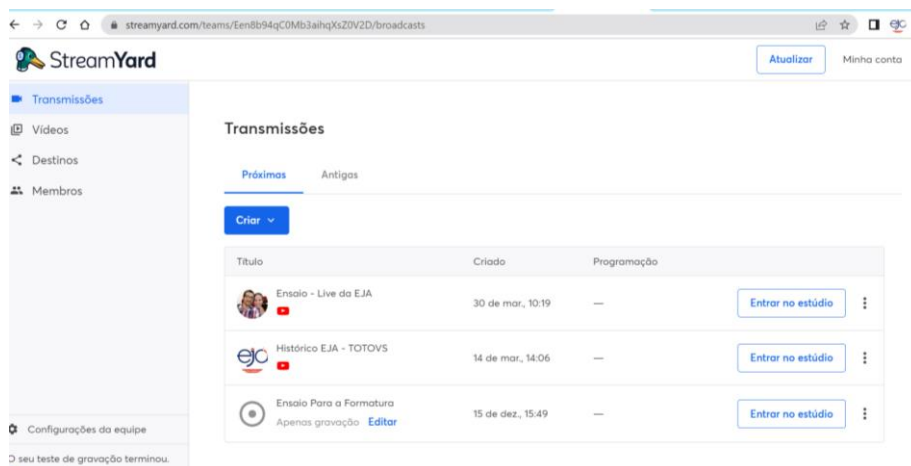 streamyard.com/teams/Een8b94qC0Mb3aihqXsZ0V2D/broadcasts
ejc
StreamYard
Atualizar
Minha conta
Transmissões
Vídeos
Destinos
Membros
Transmissões
Próximas Antigas
Criar
Título Criado Programação
Ensaio - Live da EJA
30 de mar., 10:19 —
Entrar no estúdio
ejc
Histórico EJA - TOTOVS
14 de mar., 14:06 —
Entrar no estúdio
Ensaio Para a Formatura
Apenas gravação Editar
15 de dez., 15:49 —
Entrar no estúdio
Configurações da equipe
O seu teste de gravação terminou.